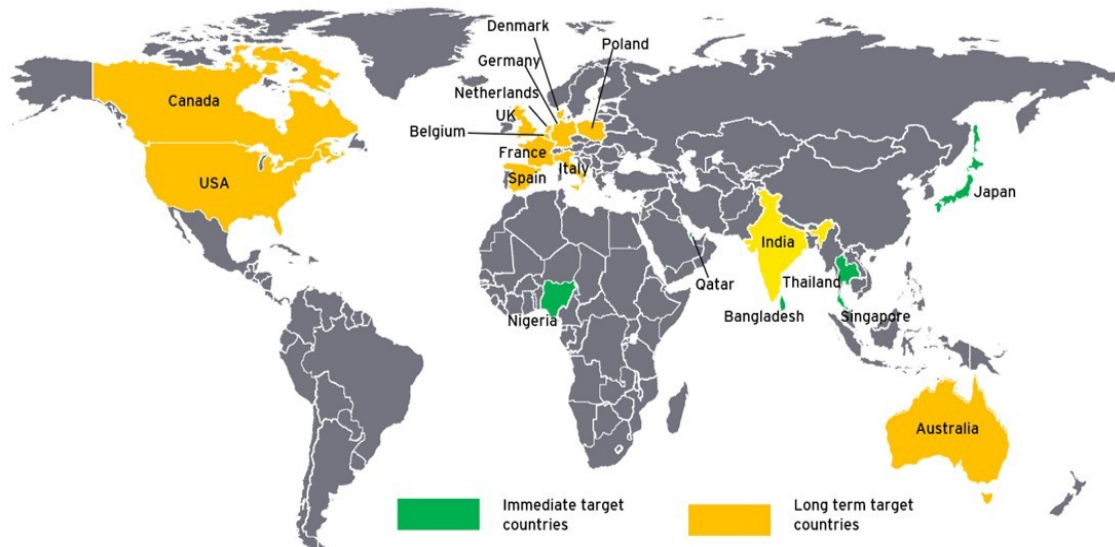 Denmark
Poland
Germany
Netherlands
Canada
UK
Belgium
France
Italy
Spain
USA
Japan
India
Qatar
Thailand
Nigeria
Bangladesh
Singapore
Australia
Immediate target
countries
Long term target
countries